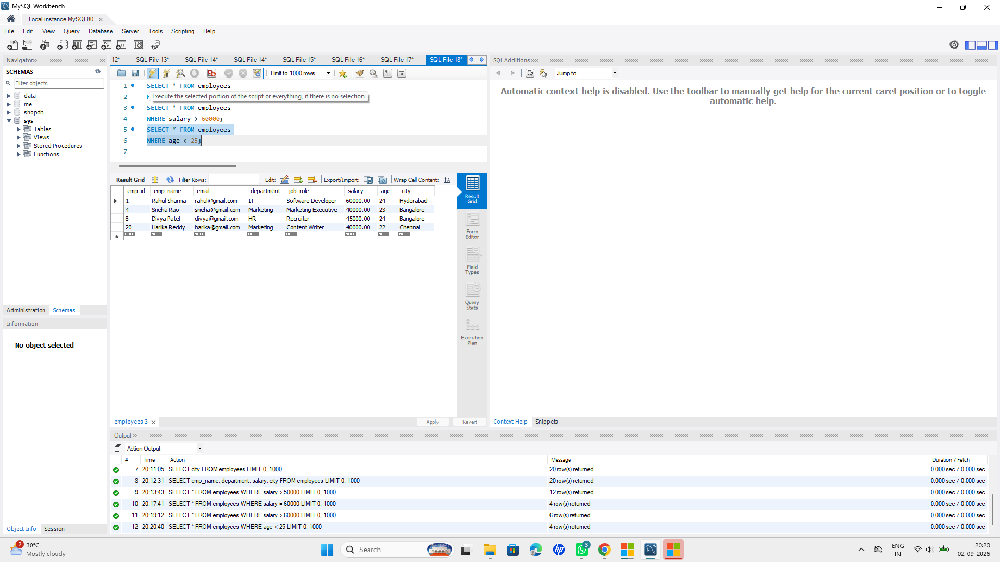 MySQL Workbench
Local instance MySQL80
File Edit View Query Database Server Tools Scripting Help
Navigator
SCHEMAS
Filter objects
data
me
shopdb
sys
Tables
Views
Stored Procedures
Functions
Administration Schemas
Information
No object selected
Object Info Session
12* SQL File 13* SQL File 14* SQL File 14* SQL File 15* SQL File 16* SQL File 17* SQL File 18*
Limit to 1000 rows
1 SELECT * FROM employees
2
Execute the selected portion of the script or everything, if there is no selection
3 SELECT * FROM employees
4 WHERE salary > 60000;
5 SELECT * FROM employees
6 WHERE age < 25;
7
Result Grid Filter Rows: Edit: Export/Import: Wrap Cell Content:
emp_id emp_name email department job_role salary age city
1 Rahul Sharma rahul@gmail.com IT Software Developer 60000.00 24 Hyderabad
4 Sneha Rao sneha@gmail.com Marketing Marketing Executive 40000.00 23 Bangalore
8 Divya Patel divya@gmail.com HR Recruiter 45000.00 24 Bangalore
20 Harika Reddy harika@gmail.com Marketing Content Writer 40000.00 22 Chennai
NULL NULL NULL NULL NULL NULL NULL NULL
Result
Grid
Form
Editor
Field
Types
Query
Stats
Execution
Plan
employees 3 Apply Revert
SQLAdditions
Jump to
Automatic context help is disabled. Use the toolbar to manually get help for the current caret position or to toggle
automatic help.
Context Help Snippets
Output
Action Output
# Time Action Message Duration / Fetch
7 20:11:05 SELECT city FROM employees LIMIT 0, 1000 20 row(s) returned 0.000 sec / 0.000 sec
8 20:12:31 SELECT emp_name, department, salary, city FROM employees LIMIT 0, 1000 20 row(s) returned 0.000 sec / 0.000 sec
9 20:13:43 SELECT * FROM employees WHERE salary > 50000 LIMIT 0, 1000 12 row(s) returned 0.000 sec / 0.000 sec
10 20:17:41 SELECT * FROM employees WHERE salary = 60000 LIMIT 0, 1000 4 row(s) returned 0.000 sec / 0.000 sec
11 20:19:12 SELECT * FROM employees WHERE salary > 60000 LIMIT 0, 1000 6 row(s) returned 0.000 sec / 0.000 sec
12 20:20:40 SELECT * FROM employees WHERE age < 25 LIMIT 0, 1000 4 row(s) returned 0.000 sec / 0.000 sec
2
30°C
Mostly cloudy
Search
hp
3
ENG
IN
20:20
02-09-2026